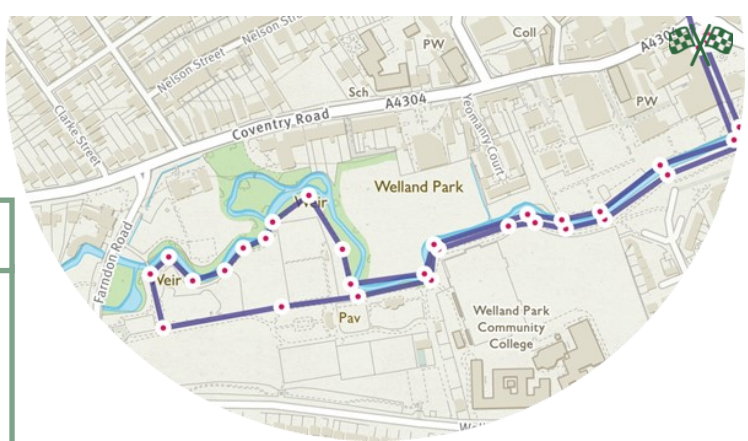 Nelson Street
Nelson Street
Clarke Street
PW
Coll
A430
Sch
A4304
Coventry Road
Yeomanry Court
PW
Welland Park
Weir
Farndon Road
Weir
Pav
Welland Park
Community
College